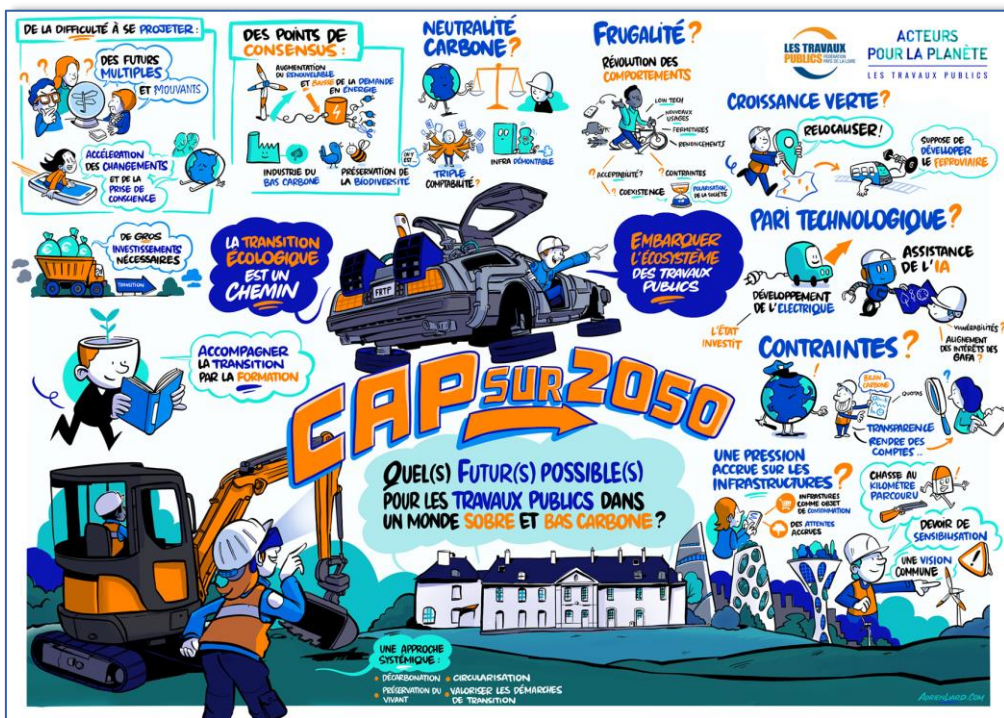 DE LA DIFFICULTÉ À SE PROJETER :
DES FUTURS
MULTIPLES
ET MOUVANTS
ACCÉLÉRATION
DES CHANGEMENTS
ET DE LA
PRISE DE
CONSCIENCE
DES POINTS DE
CONSENSUS :
AUGMENTATION
DU RENOUVELABLE
ET BAISSE DE LA DEMANDE
EN ÉNERGIE
INDUSTRIE DU
BAS CARBONE
PRÉSERVATION DE
LA BIODIVERSITÉ
NEUTRALITÉ
CARBONE ?
TRIPLE
COMPTABILITÉ ?
INFRA DÉMONTABLE
FRUGALITÉ ?
RÉVOLUTION DES
COMPORTEMENTS
LOW TECH
NOUVEAUX
USAGES
FERMETURES
RENONCEMENTS
? ACCEPTABILITÉ?
? CONTRAINTES
? COEXISTENCE
POLARISATION
DE LA SOCIÉTÉ
LES TRAVAUX
PUBLICS
FÉDÉRATION
PAYS DE LA LOIRE
ACTEURS
POUR LA PLANÈTE
LES TRAVAUX PUBLICS
CROISSANCE VERTE ?
RELOCALISER !
SUPPOSE DE
DÉVELOPPER
LE FERROVIAIRE
DE GROS
INVESTISSEMENTS
NÉCESSAIRES
TRANSITION
LA TRANSITION
ÉCOLOGIQUE
EST UN
CHEMIN
FRTP
EMBARQUER
L'ÉCOSYSTÈME
DES TRAVAUX
PUBLICS
PARI TECHNOLOGIQUE ?
DÉVELOPPEMENT
DE L'ÉLECTRIQUE
L'ÉTAT
INVESTIT
ASSISTANCE
DE L'IA
VULNÉRABILITÉS ?
ALIGNEMENT
DES INTÉRÊTS DES
GAFA ?
ACCOMPAGNER
LA TRANSITION
PAR LA FORMATION
CAP SUR 2050
QUEL(S) FUTUR(S) POSSIBLE(S)
POUR LES TRAVAUX PUBLICS DANS
UN MONDE SOBRE ET BAS CARBONE ?
CONTRAINTES ?
BILAN
CARBONE
QUOTAS
TRANSPARENCE
RENDRE DES
COMPTES ...
UNE PRESSION
ACCRUE SUR LES
INFRASTRUCTURES ?
INFRASTURES
COMME OBJET
DE CONSOMMATION
DES ATTENTES
ACCRUES
CHASSE AU
KILOMÈTRE
PARCOURU
DEVOIR DE
SENSIBILISATION
UNE VISION
COMMUNE
UNE APPROCHE
SYSTÉMIQUE :
• DÉCARBONATION
• CIRCULARISATION
• PRÉSERVATION DU
VIVANT
• VALORISER LES DÉMARCHES
DE TRANSITION